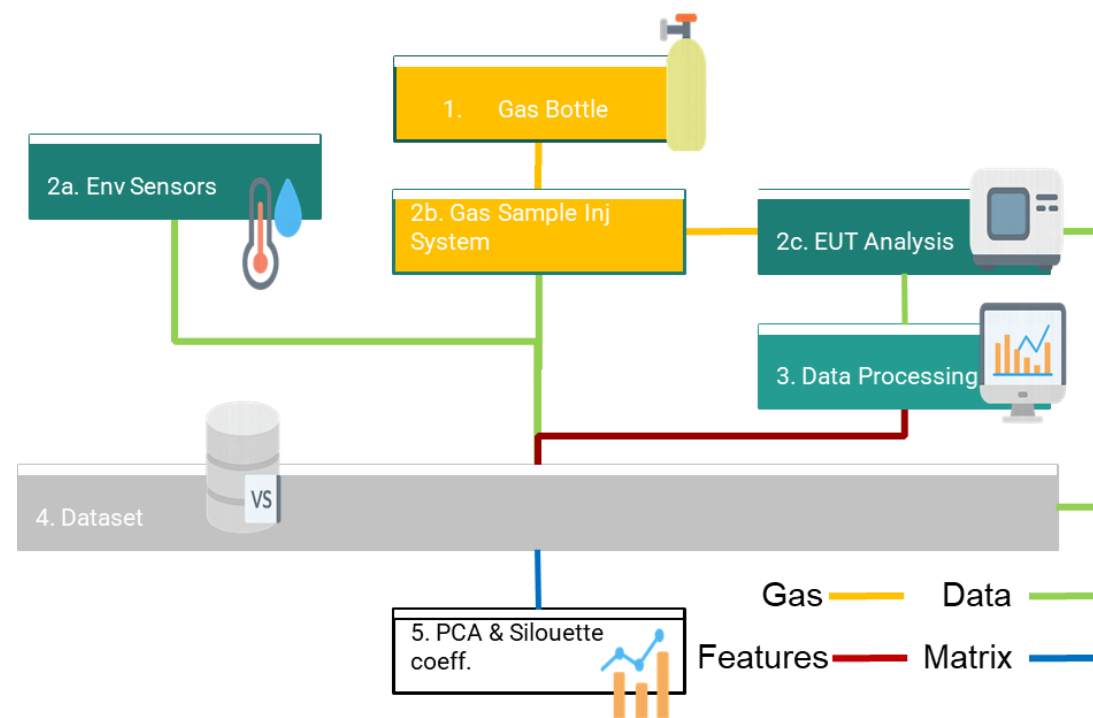 1. Gas Bottle
2a. Env Sensors
2b. Gas Sample Inj
System
2c. EUT Analysis
3. Data Processing
VS
4. Dataset
5. PCA & Silouette
coeff.
Gas
Data
Features
Matrix